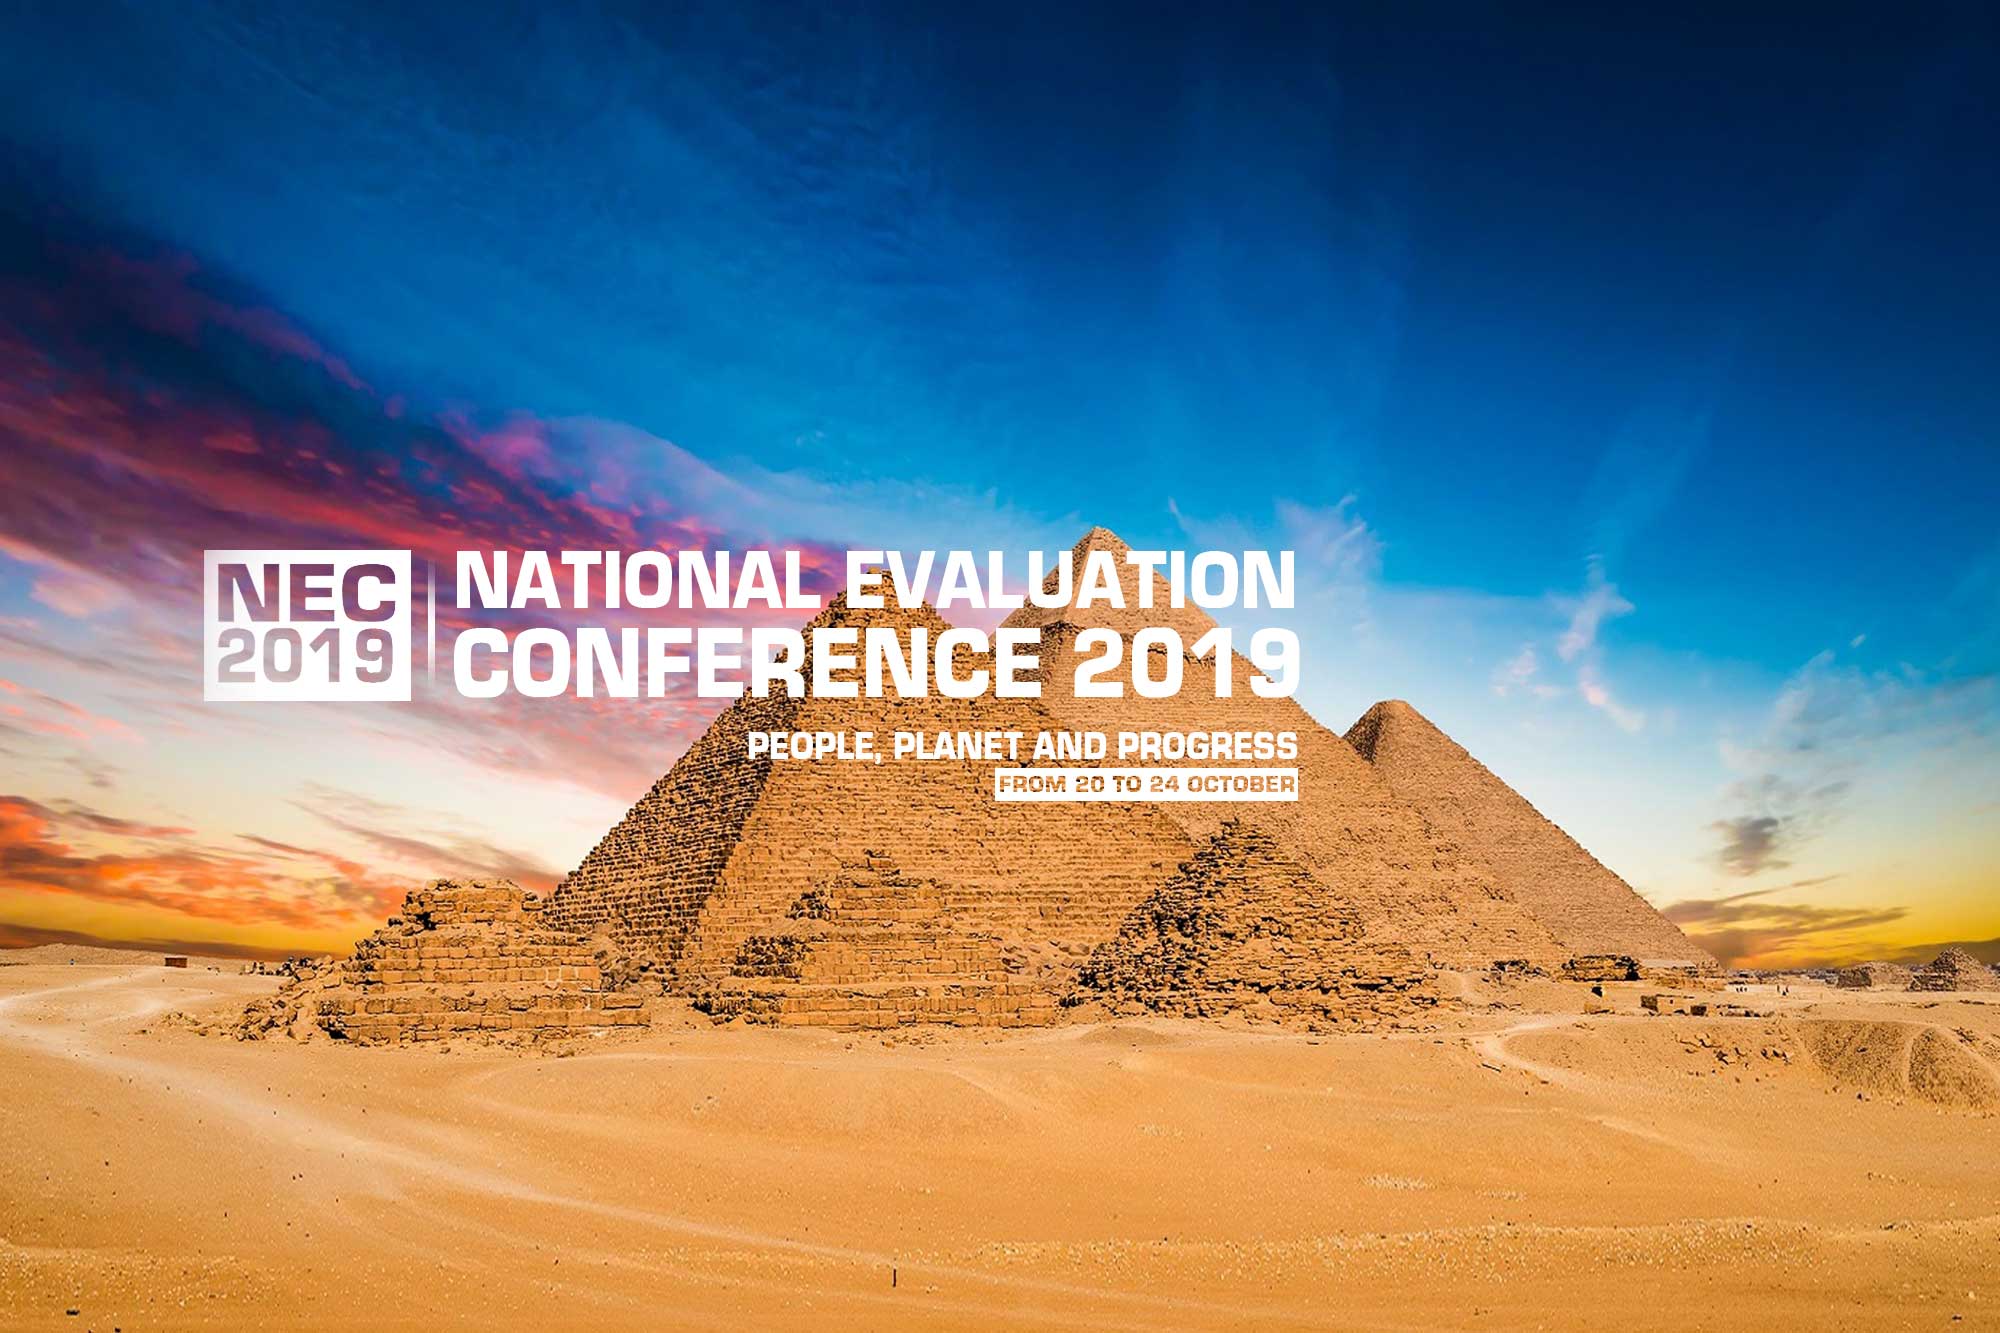 NEC
2019
NATIONAL EVALUATION
CONFERENCE 2019
PEOPLE, PLANET AND PROGRESS
FROM 20 TO 24 OCTOBER